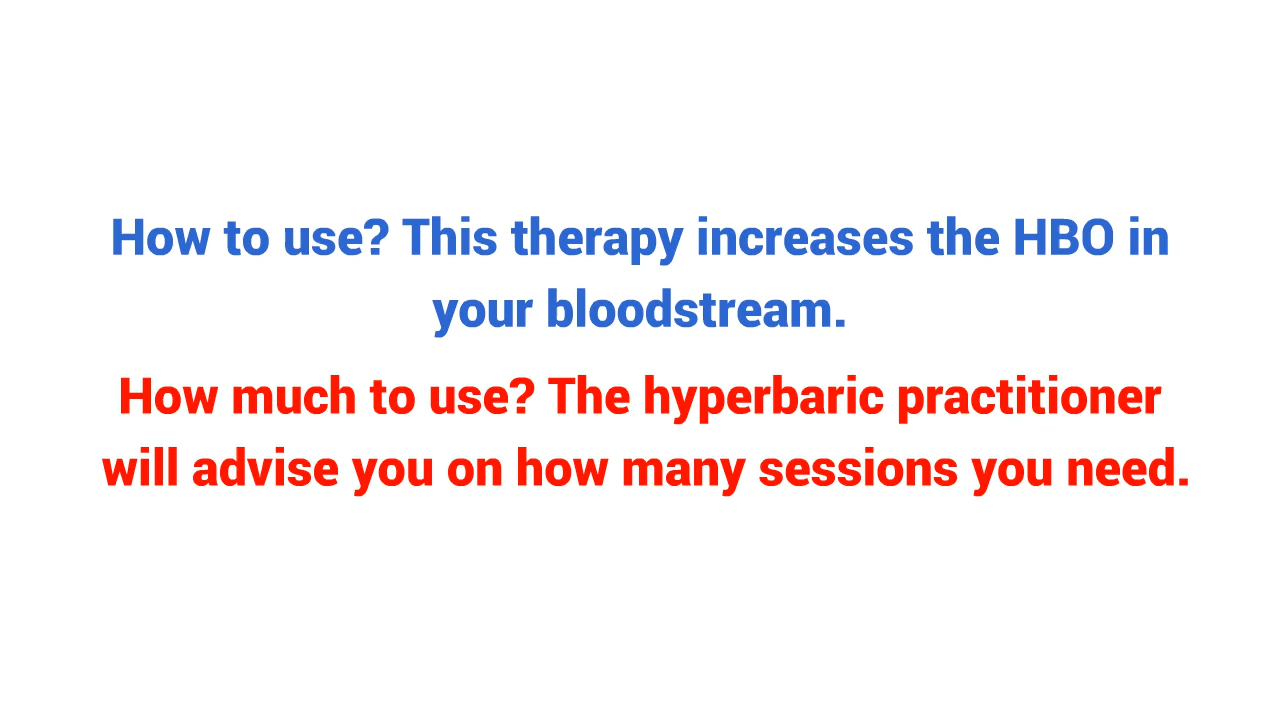 How to use? This therapy increases the HBO in
your bloodstream.
How much to use? The hyperbaric practitioner
will advise you on how many sessions you need.